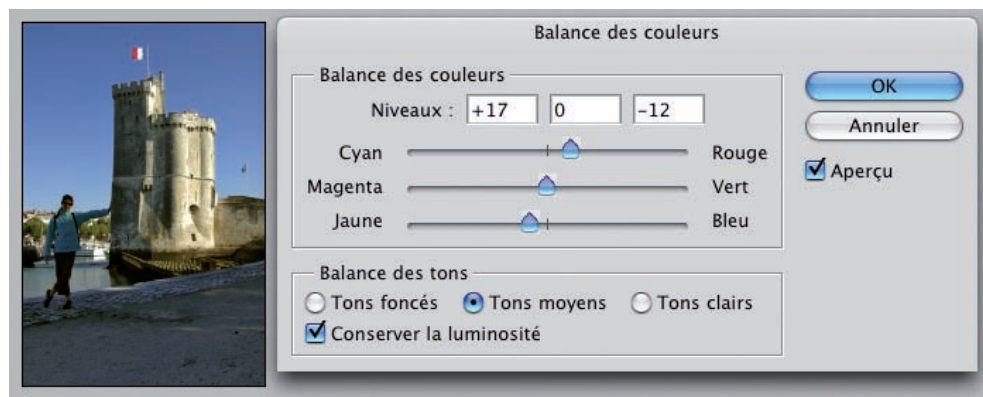 Balance des couleurs
Balance des couleurs
Niveaux : +17 0 -12
Cyan Rouge
Magenta Vert
Jaune Bleu
Balance des tons
Tons foncés Tons moyens Tons clairs
Conserver la luminosité
OK
Annuler
Aperçu